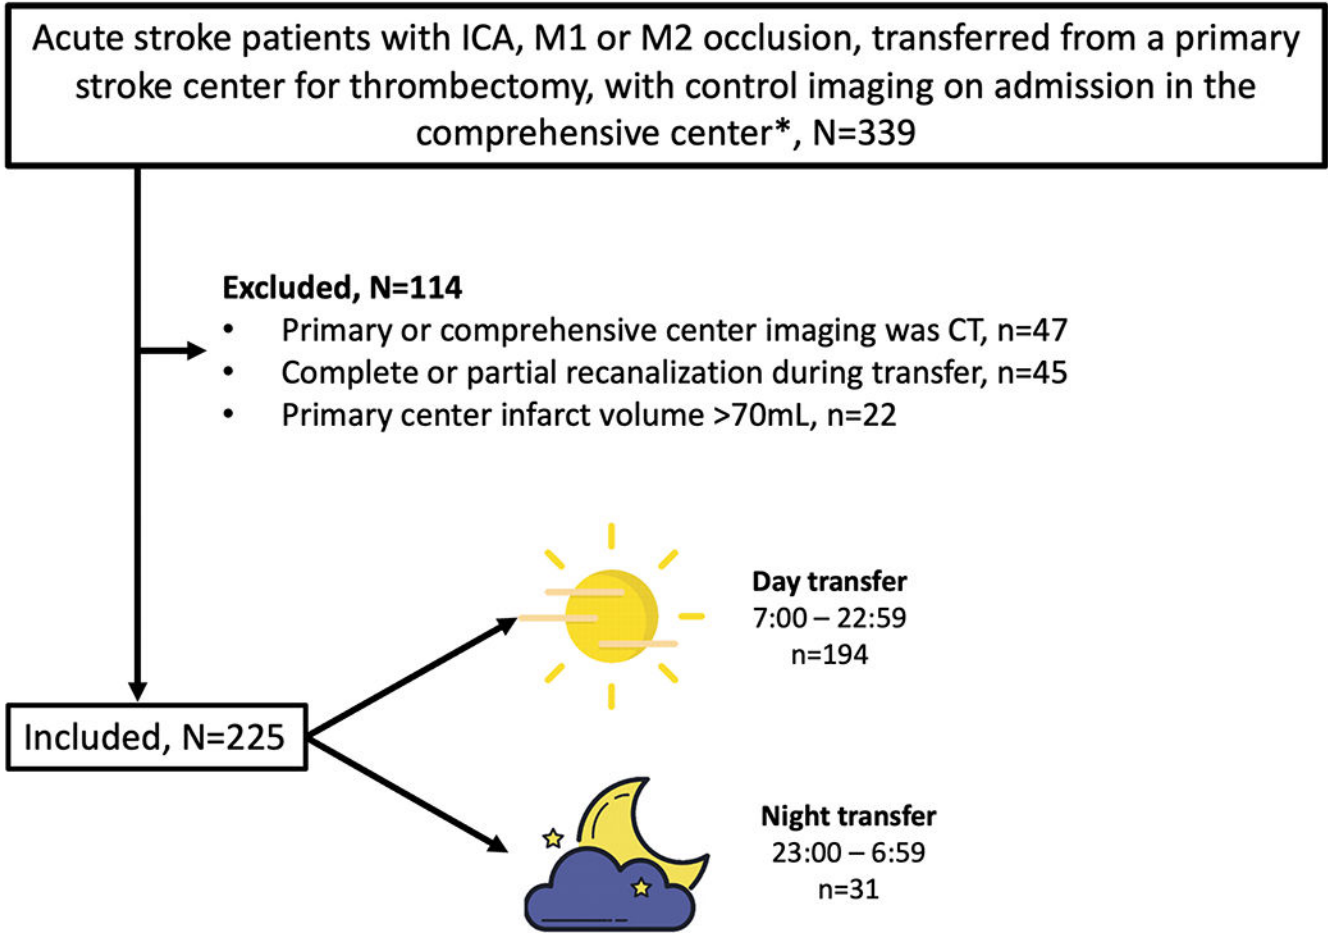 Acute stroke patients with ICA, M1 or M2 occlusion, transferred from a primary
stroke center for thrombectomy, with control imaging on admission in the
comprehensive center*, N=339
Excluded, N=114
• Primary or comprehensive center imaging was CT, n=47
• Complete or partial recanalization during transfer, n=45
• Primary center infarct volume >70mL, n=22
Day transfer
7:00 – 22:59
n=194
Included, N=225
Night transfer
23:00 – 6:59
n=31